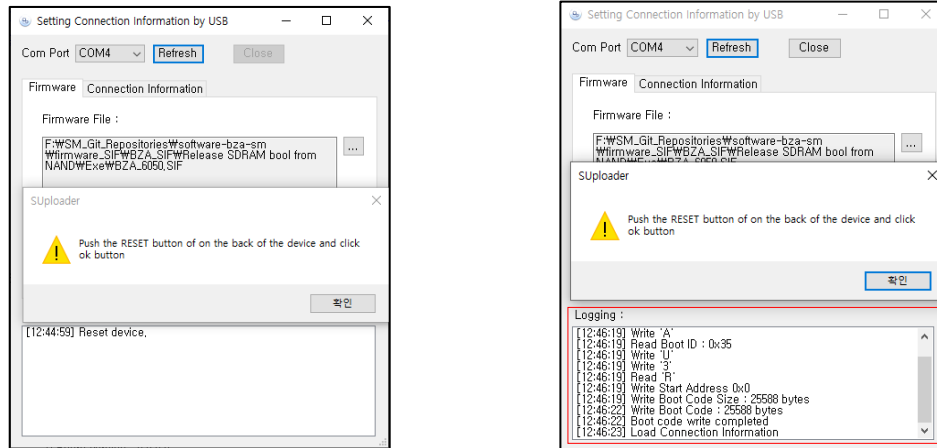 Setting Connection Information by USB
Com Port COM4 Refresh Close
Firmware Connection Information
Firmware File :
F:₩SM_Git_Repositories₩software-bza-sm
₩firmware_SIF₩BZA_SIF₩Release SDRAM bool from
NAND₩Exe₩BZA_6050.SIF
...
SUploader
Push the RESET button of on the back of the device and click
ok button
확인
[12:44:59] Reset device,
Setting Connection Information by USB
Com Port COM4 Refresh Close
Firmware Connection Information
Firmware File :
F:₩SM_Git_Repositories₩software-bza-sm
₩firmware_SIF₩BZA_SIF₩Release SDRAM bool from
NAND₩Exe₩BZA_6050.SIF
...
SUploader
Push the RESET button of on the back of the device and click
ok button
확인
Logging :
[12:46:19] Write 'A'
[12:46:19] Read Boot ID : 0x35
[12:46:19] Write 'U'
[12:46:19] Write '3'
[12:46:19] Read 'R'
[12:46:19] Write Start Address 0x0
[12:46:19] Write Boot Code Size : 25588 bytes
[12:46:22] Write Boot Code : 25588 bytes
[12:46:22] Boot code write completed
[12:46:23] Load Connection Information